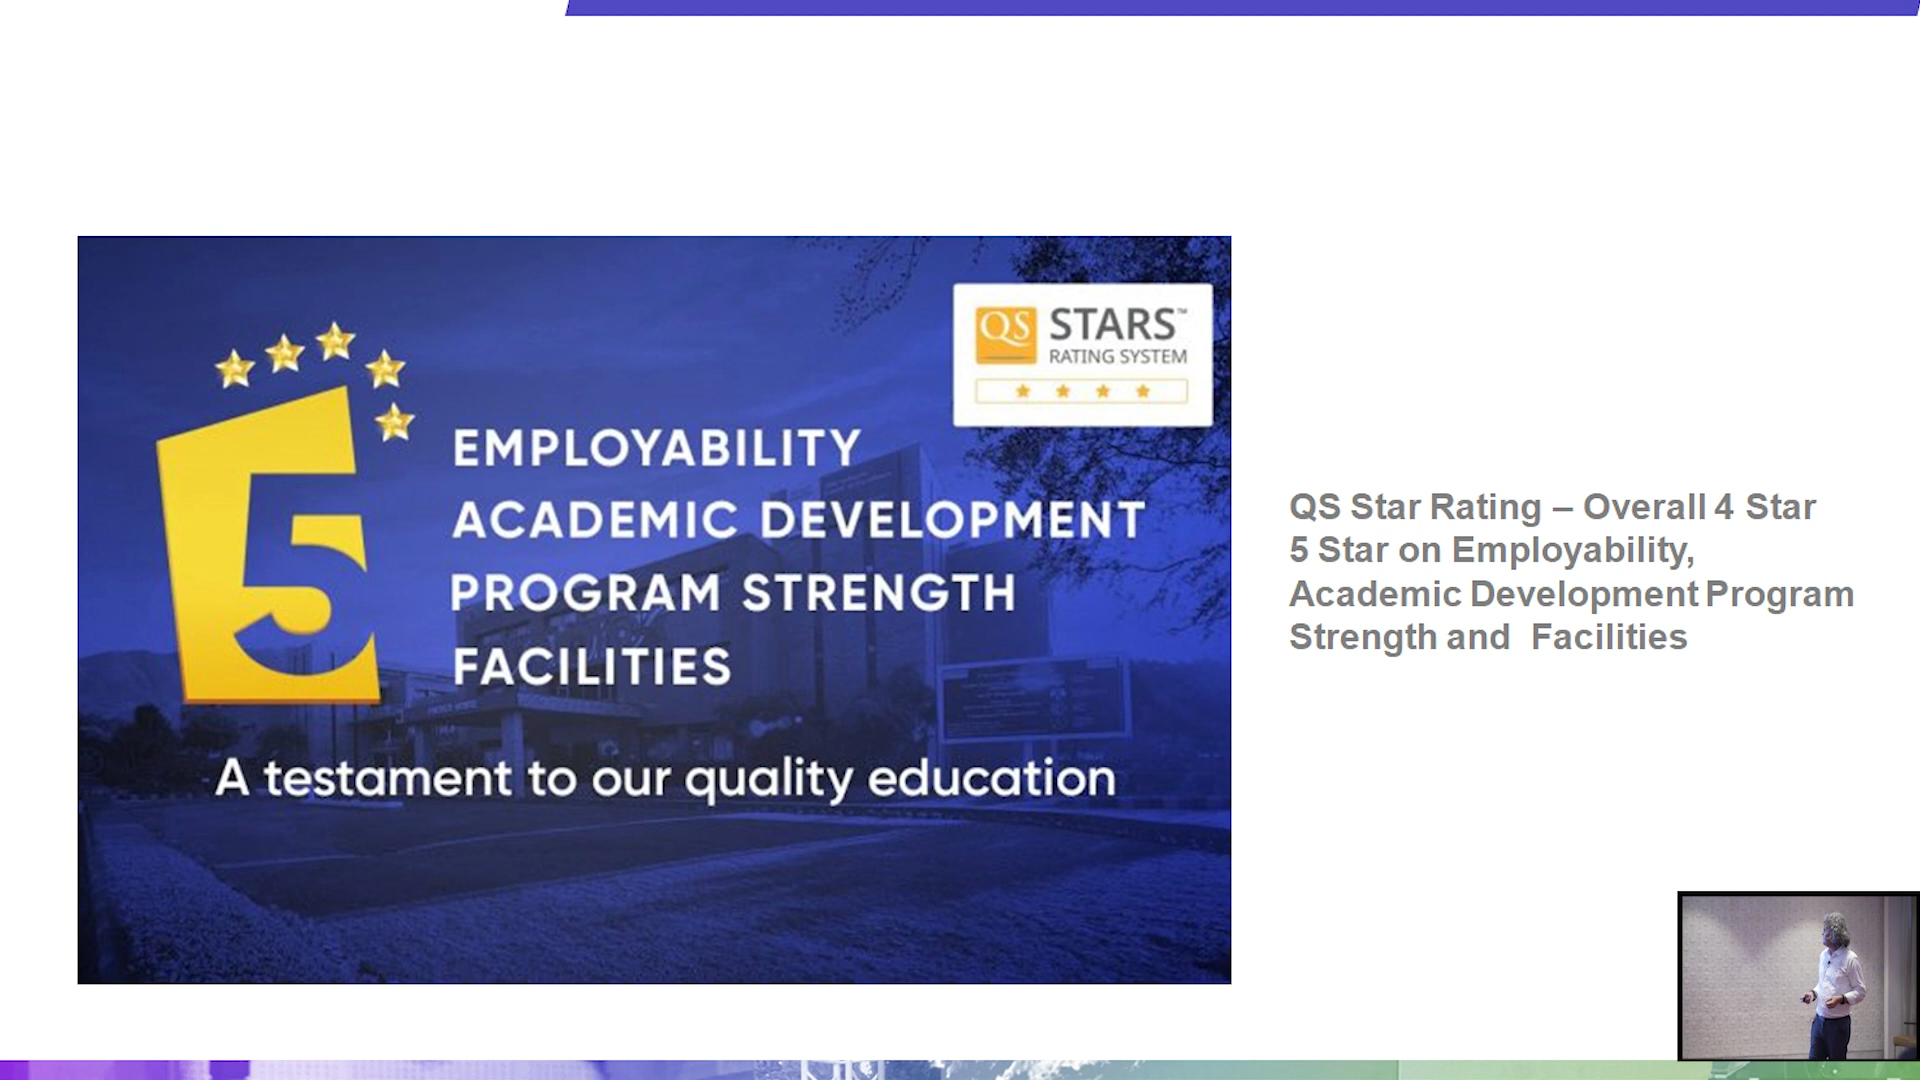 QS STARS™
RATING SYSTEM
5
EMPLOYABILITY
ACADEMIC DEVELOPMENT
PROGRAM STRENGTH
FACILITIES
A testament to our quality education
QS Star Rating – Overall 4 Star
5 Star on Employability,
Academic Development Program
Strength and Facilities